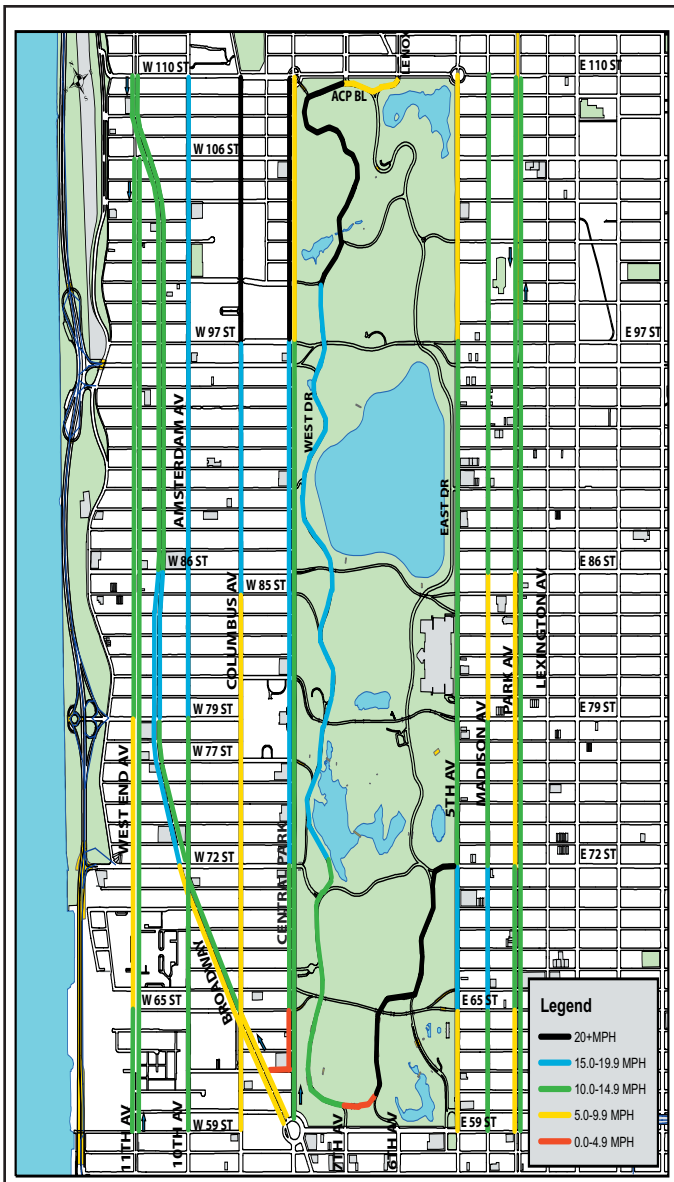 W 110 ST
E 110 ST
LENOX
ACP BL
W 106 ST
W 97 ST
E 97 ST
WEST DR
AMSTERDAM AV
EAST DR
W 86 ST
E 86 ST
W 85 ST
COLUMBUS AV
LEXINGTON AV
PARK AV
W 79 ST
E 79 ST
MADISON AV
W 77 ST
5TH AV
WEST END AV
W 72 ST
E 72 ST
CENTRAL PARK
BROADWAY
W 65 ST
E 65 ST
W 59 ST
E 59 ST
11TH AV
10TH AV
7TH AV
6TH AV
Legend
20+MPH
15.0-19.9 MPH
10.0-14.9 MPH
5.0-9.9 MPH
0.0-4.9 MPH